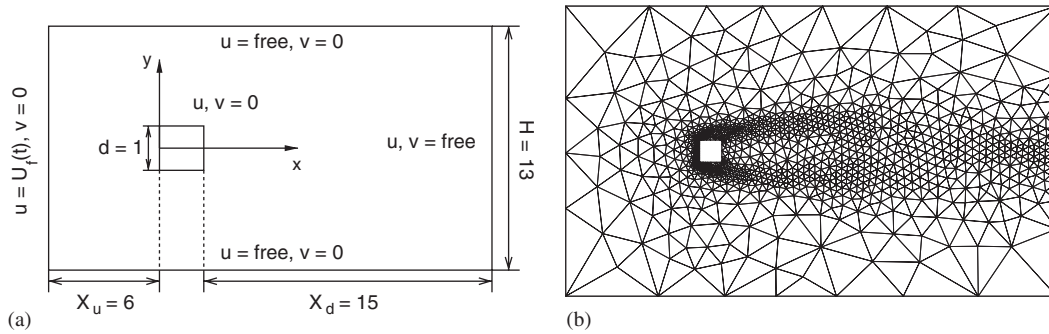 u = free, v = 0
y
u, v = 0
u = U_f(t), v = 0
d = 1
x
u, v = free
H = 13
u = free, v = 0
X_u = 6
X_d = 15
(a)
(b)